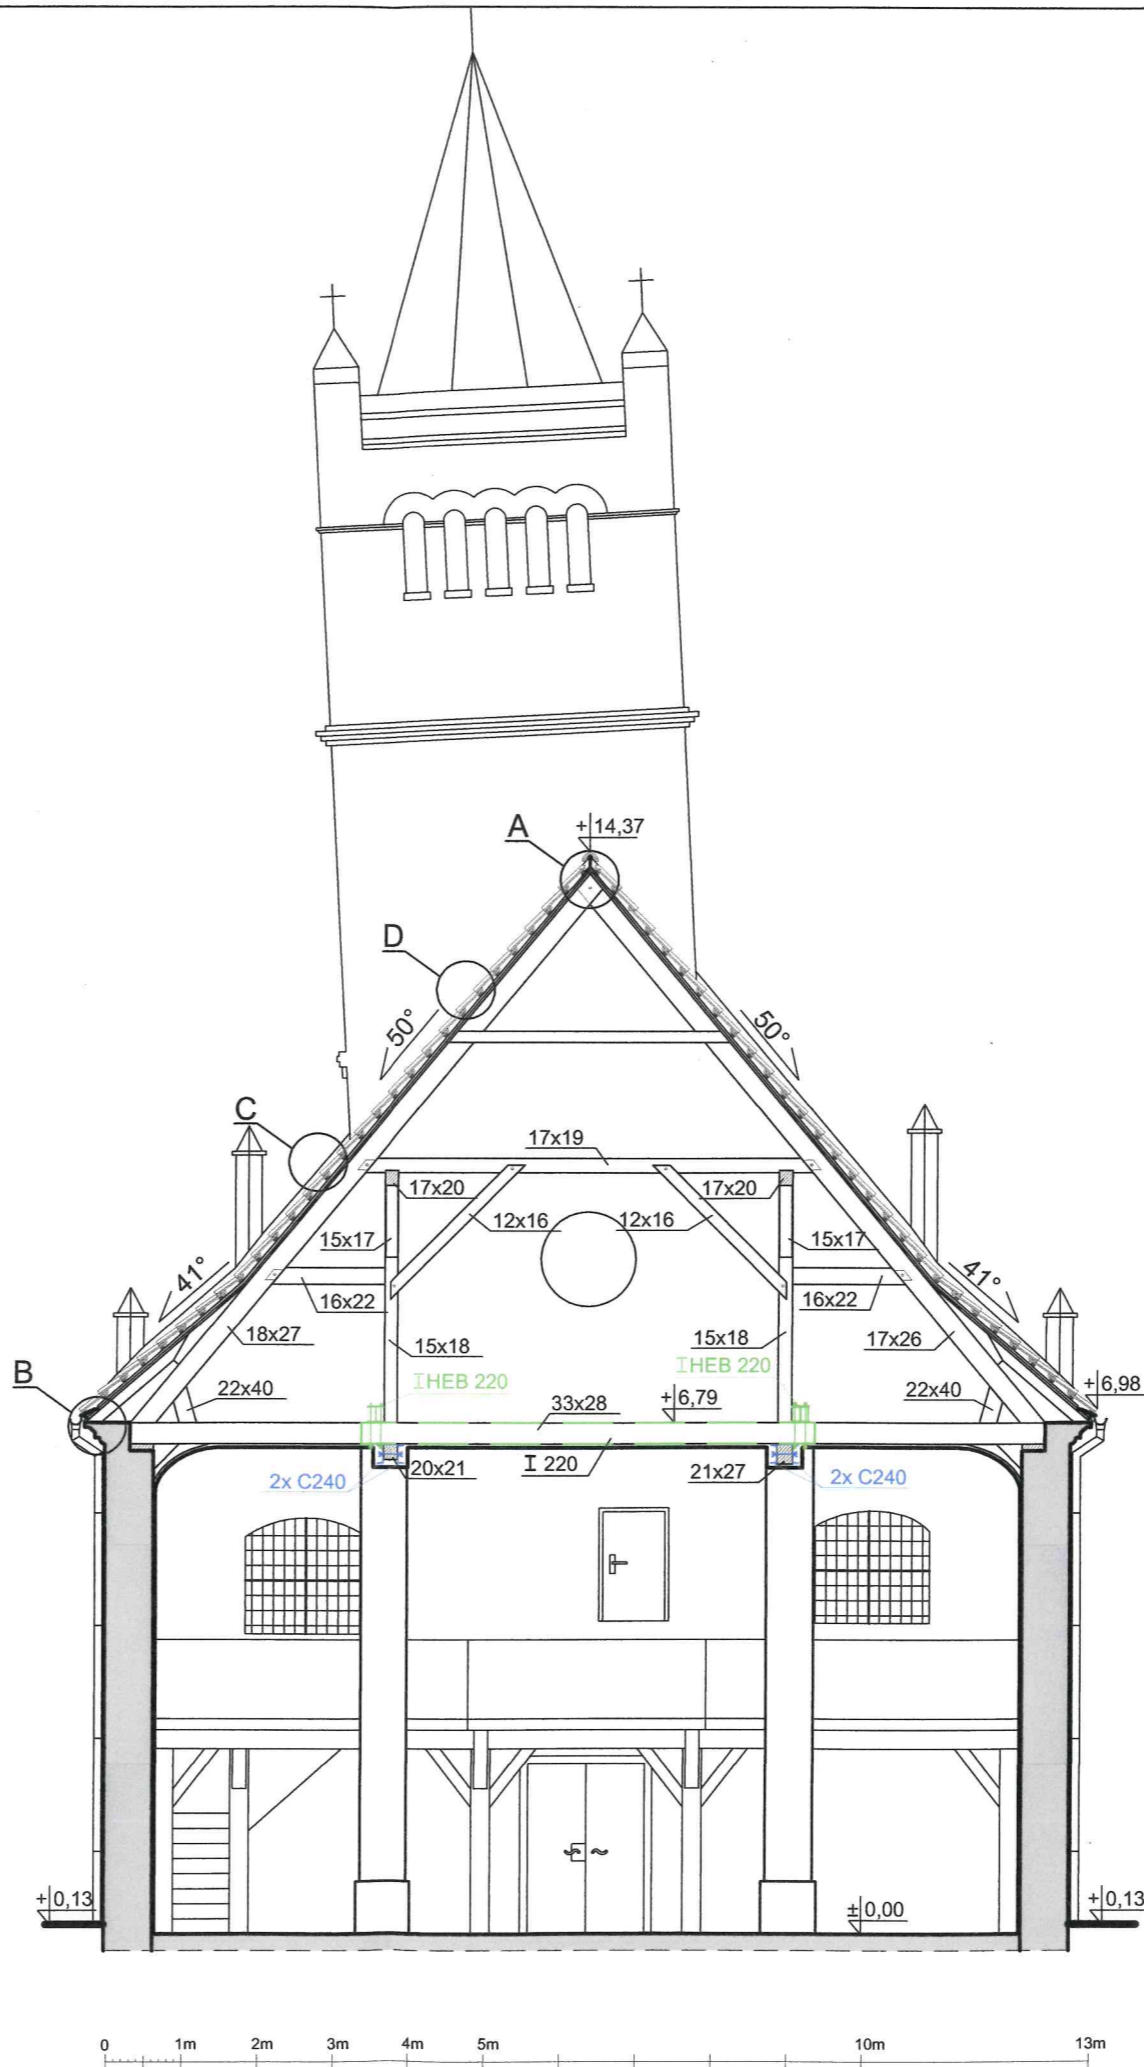 A
+14,37
D
50°
50°
C
17x19
17x20
17x20
12x16
12x16
15x17
15x17
41°
41°
16x22
16x22
18x27
15x18
15x18
17x26
B
I HEB 220
I HEB 220
22x40
33x28
+6,79
22x40
+6,98
20x21
I 220
21x27
2x C240
2x C240
+0,13
±0,00
+0,13
0 1m 2m 3m 4m 5m 10m 13m